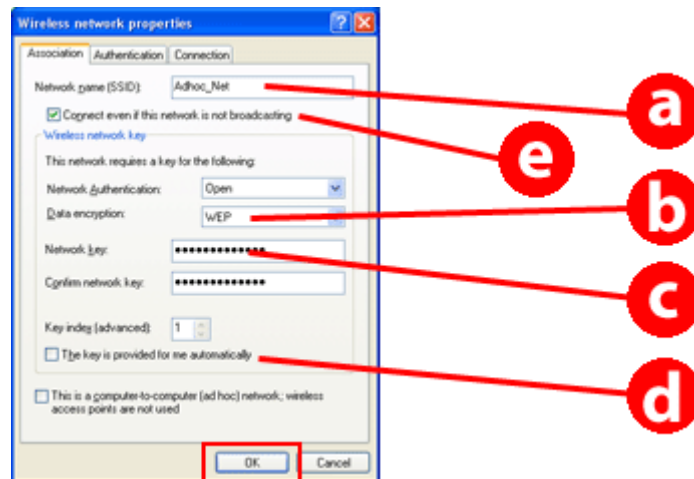 Wireless network properties
Association Authentication Connection
Network name (SSID): Adhoc_Net
a
Connect even if this network is not broadcasting
e
Wireless network key
This network requires a key for the following:
Network Authentication: Open
Data encryption: WEP
b
Network key: •••••••••••••
c
Confirm network key: •••••••••••••
Key index (advanced): 1
The key is provided for me automatically
d
This is a computer-to-computer (ad hoc) network; wireless
access points are not used
OK Cancel